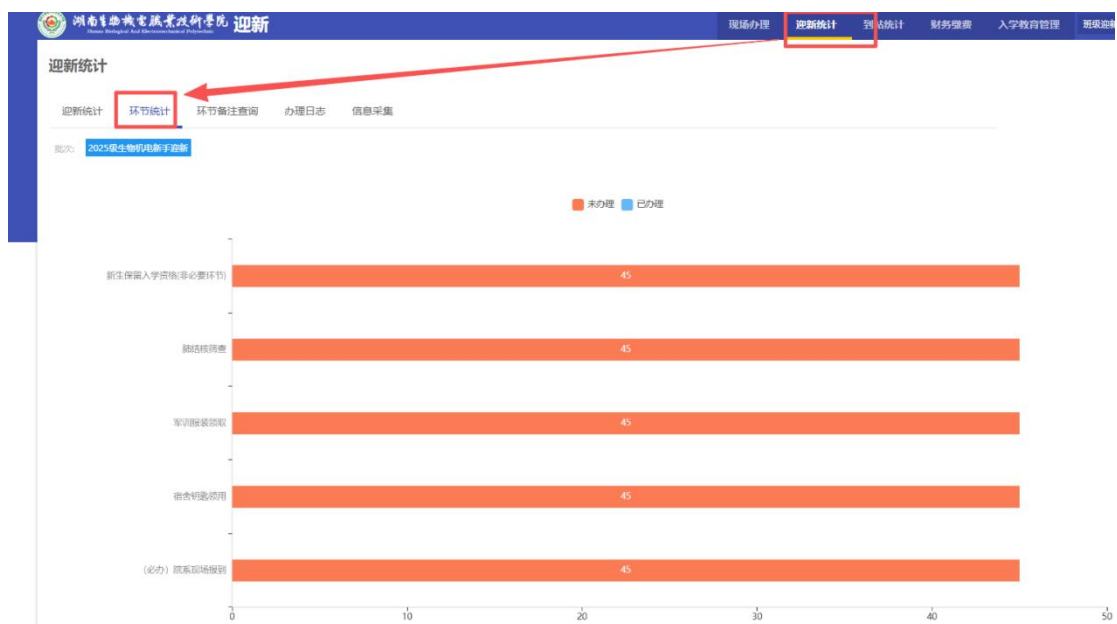 湖南生物机电职业技术学院 迎新
Hunan Biological And Electromechanical Polytechnic
现场办理 迎新统计 到站统计 财务缴费 入学教育管理 班级迎新
迎新统计
迎新统计 环节统计 环节备注查询 办理日志 信息采集
批次: 2025级生物机电新手迎新
未办理 已办理
新生保留入学资格(非必要环节) 45
肺结核筛查 45
军训服装领取 45
宿舍钥匙领用 45
(必办) 院系现场报到 45
0 10 20 30 40 50